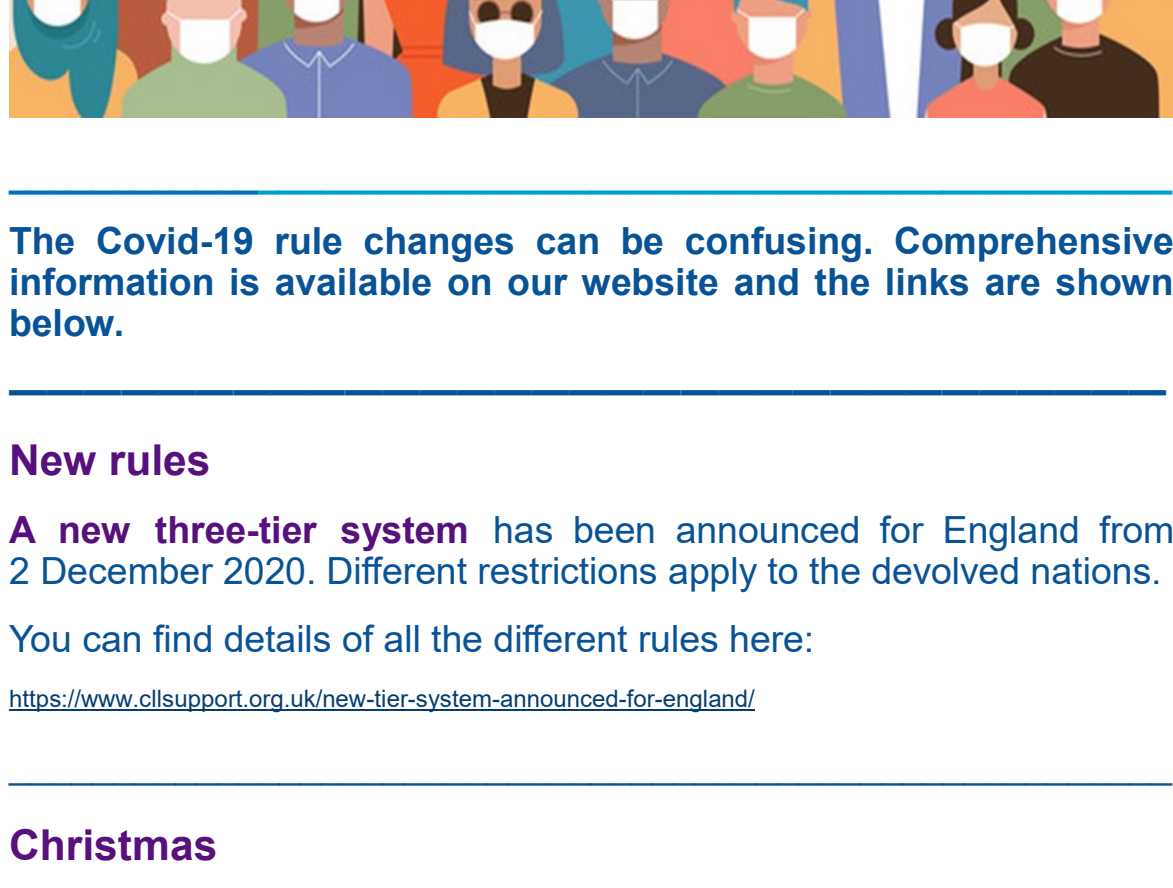 The Covid-19 rule changes can be confusing. Comprehensive
information is available on our website and the links are shown
below.
New rules
A new three-tier system has been announced for England from
2 December 2020. Different restrictions apply to the devolved nations.
You can find details of all the different rules here:
https://www.cllsupport.org.uk/new-tier-system-announced-for-england/
Christmas